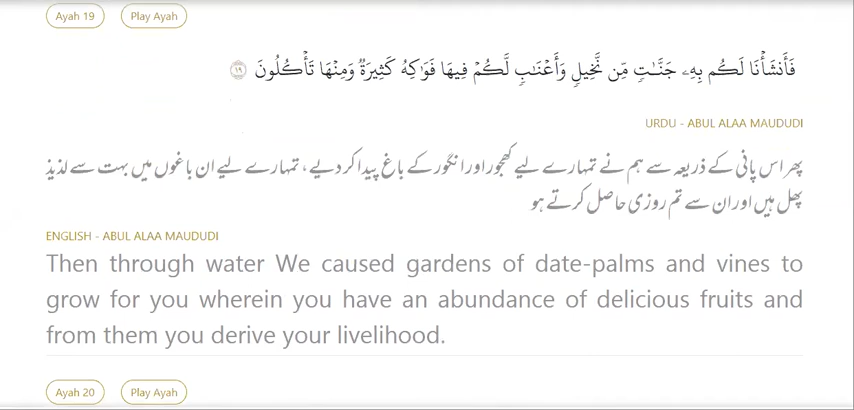 Ayah 19 Play Ayah
فَأَنشَأْنَا لَكُم بِهِۦ جَنَّـٰتٍ مِّن نَّخِيلٍ وَأَعْنَـٰبٍ لَّكُمْ فِيهَا فَوَٰكِهُ كَثِيرَةٌ وَمِنْهَا تَأْكُلُونَ ١٩
URDU - ABUL ALAA MAUDUDI
پھر اس پانی کے ذریعہ سے ہم نے تمہارے لیے کھجور اور انگور کے باغ پیدا کر دیے، تمہارے لیے ان باغوں میں بہت سے لذیذ
پھل ہیں اور ان سے تم روزی حاصل کرتے ہو
ENGLISH - ABUL ALAA MAUDUDI
Then through water We caused gardens of date-palms and vines to
grow for you wherein you have an abundance of delicious fruits and
from them you derive your livelihood.
Ayah 20 Play Ayah